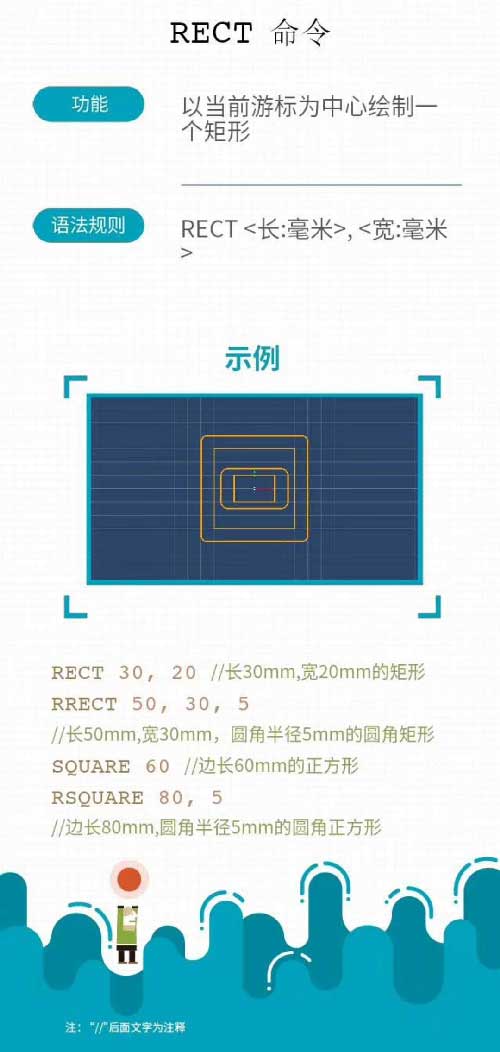 RECT 命令
功能
以当前游标为中心绘制一
个矩形
语法规则
RECT <长:毫米>, <宽:毫米
>
示例
RECT 30, 20 //长30mm,宽20mm的矩形
RRECT 50, 30, 5
//长50mm,宽30mm，圆角半径5mm的圆角矩形
SQUARE 60 //边长60mm的正方形
RSQUARE 80, 5
//边长80mm,圆角半径5mm的圆角正方形
注：“//”后面文字为注释